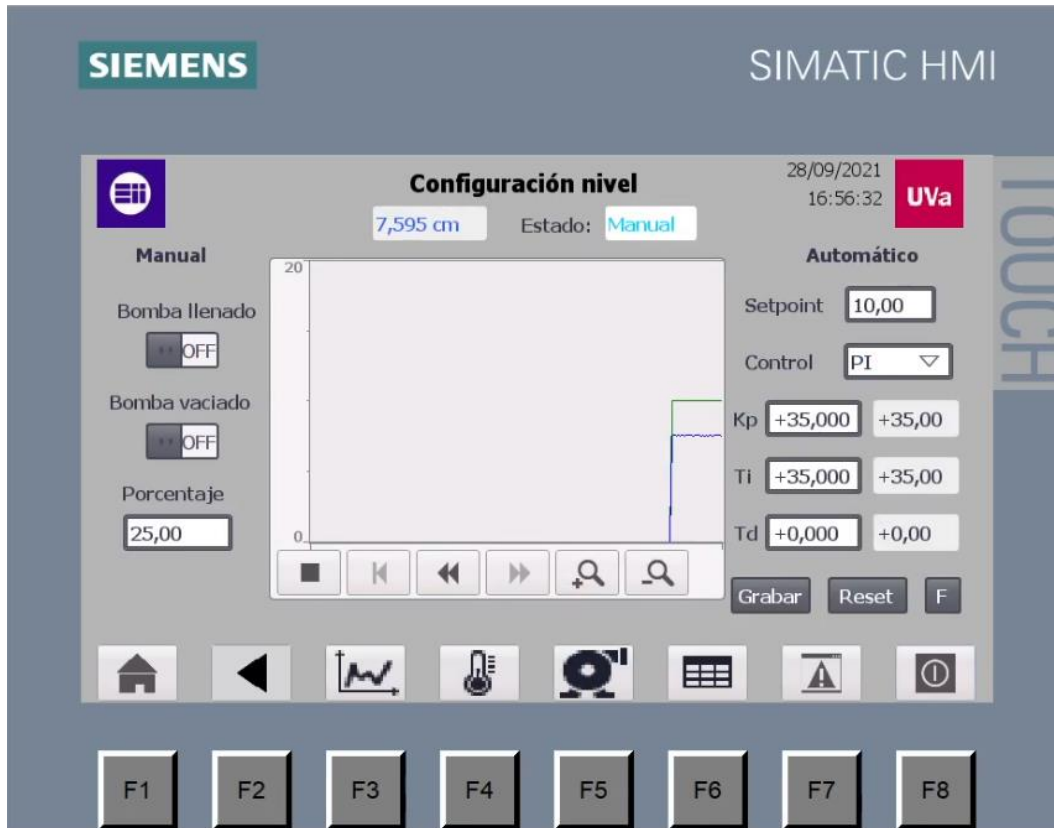 SIEMENS
SIMATIC HMI
TOUCH
Configuración nivel
28/09/2021
16:56:32
UVa
7,595 cm
Estado: Manual
Manual
Bomba llenado
OFF
Bomba vaciado
OFF
Porcentaje
25,00
20
0
Automático
Setpoint 10,00
Control PI
Kp +35,000 +35,00
Ti +35,000 +35,00
Td +0,000 +0,00
Grabar Reset F
F1 F2 F3 F4 F5 F6 F7 F8